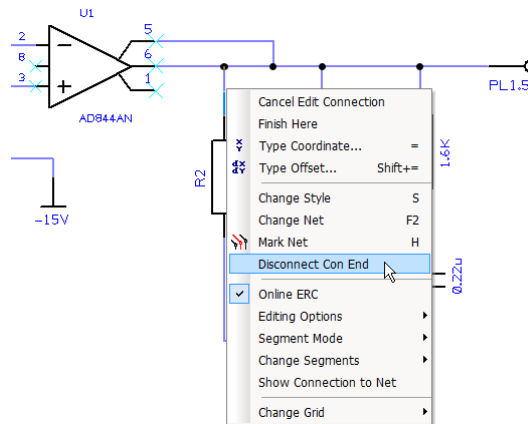 U1
2
8
3
5
6
1
AD844AN
PL1.5
-15V
R2
1.6K
0.22u
Cancel Edit Connection
Finish Here
Type Coordinate... =
Type Offset... Shift+=
Change Style S
Change Net F2
Mark Net H
Disconnect Con End
Online ERC
Editing Options
Segment Mode
Change Segments
Show Connection to Net
Change Grid